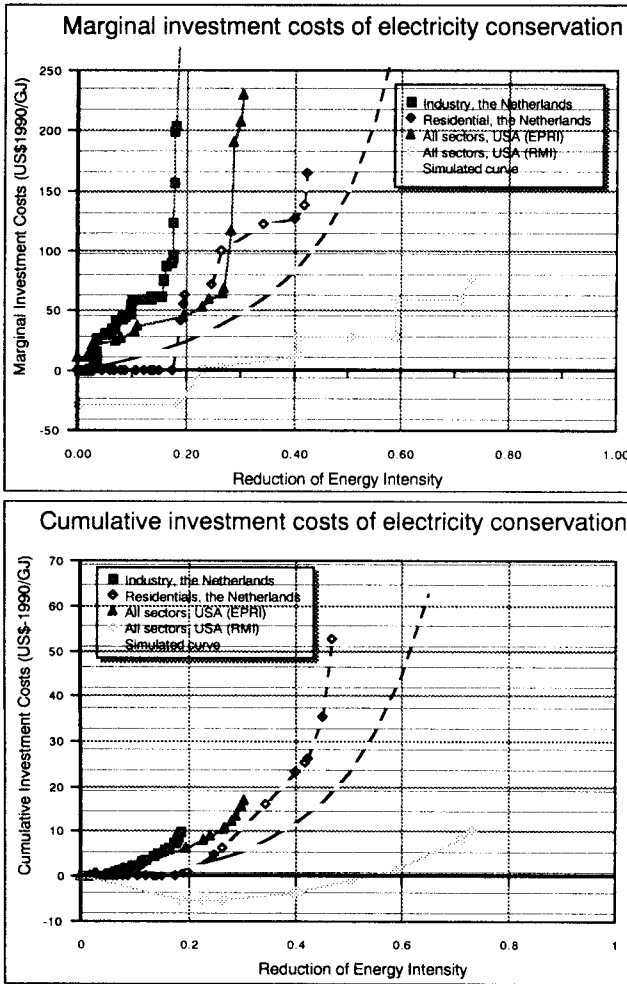 Marginal investment costs of electricity conservation
Marginal Investment Costs (US$1990/GJ)
250
200
150
100
50
0
-50
Industry, the Netherlands
Residential, the Netherlands
All sectors, USA (EPRI)
All sectors, USA (RMI)
Simulated curve
0.00 0.20 0.40 0.60 0.80 1.00
Reduction of Energy Intensity
Cumulative investment costs of electricity conservation
Cumulative Investment Costs (US$-1990/GJ)
70
60
50
40
30
20
10
0
-10
Industry, the Netherlands
Residentials, the Netherlands
All sectors, USA (EPRI)
All sectors, USA (RMI)
Simulated curve
0 0.2 0.4 0.6 0.8 1
Reduction of Energy Intensity